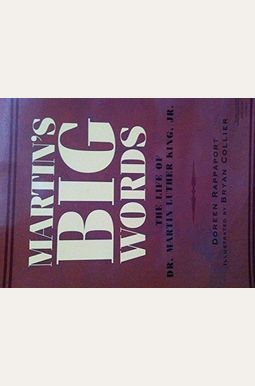 MARTIN'S
BIG
WORDS
THE LIFE OF
DR. MARTIN LUTHER KING, JR.
DOREEN RAPPAPORT
ILLUSTRATED BY BRYAN COLLIER